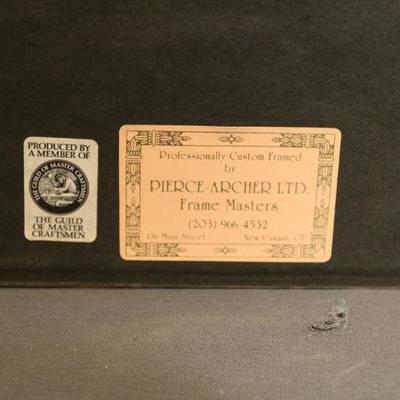 PRODUCED BY
A MEMBER OF
THE GUILD OF MASTER CRAFTSMEN
THE GUILD
OF MASTER
CRAFTSMEN
Professionally Custom Framed
by
PIERCE-ARCHER LTD.
Frame Masters
(203) 966-4532
136 Main Street New Canaan, CT